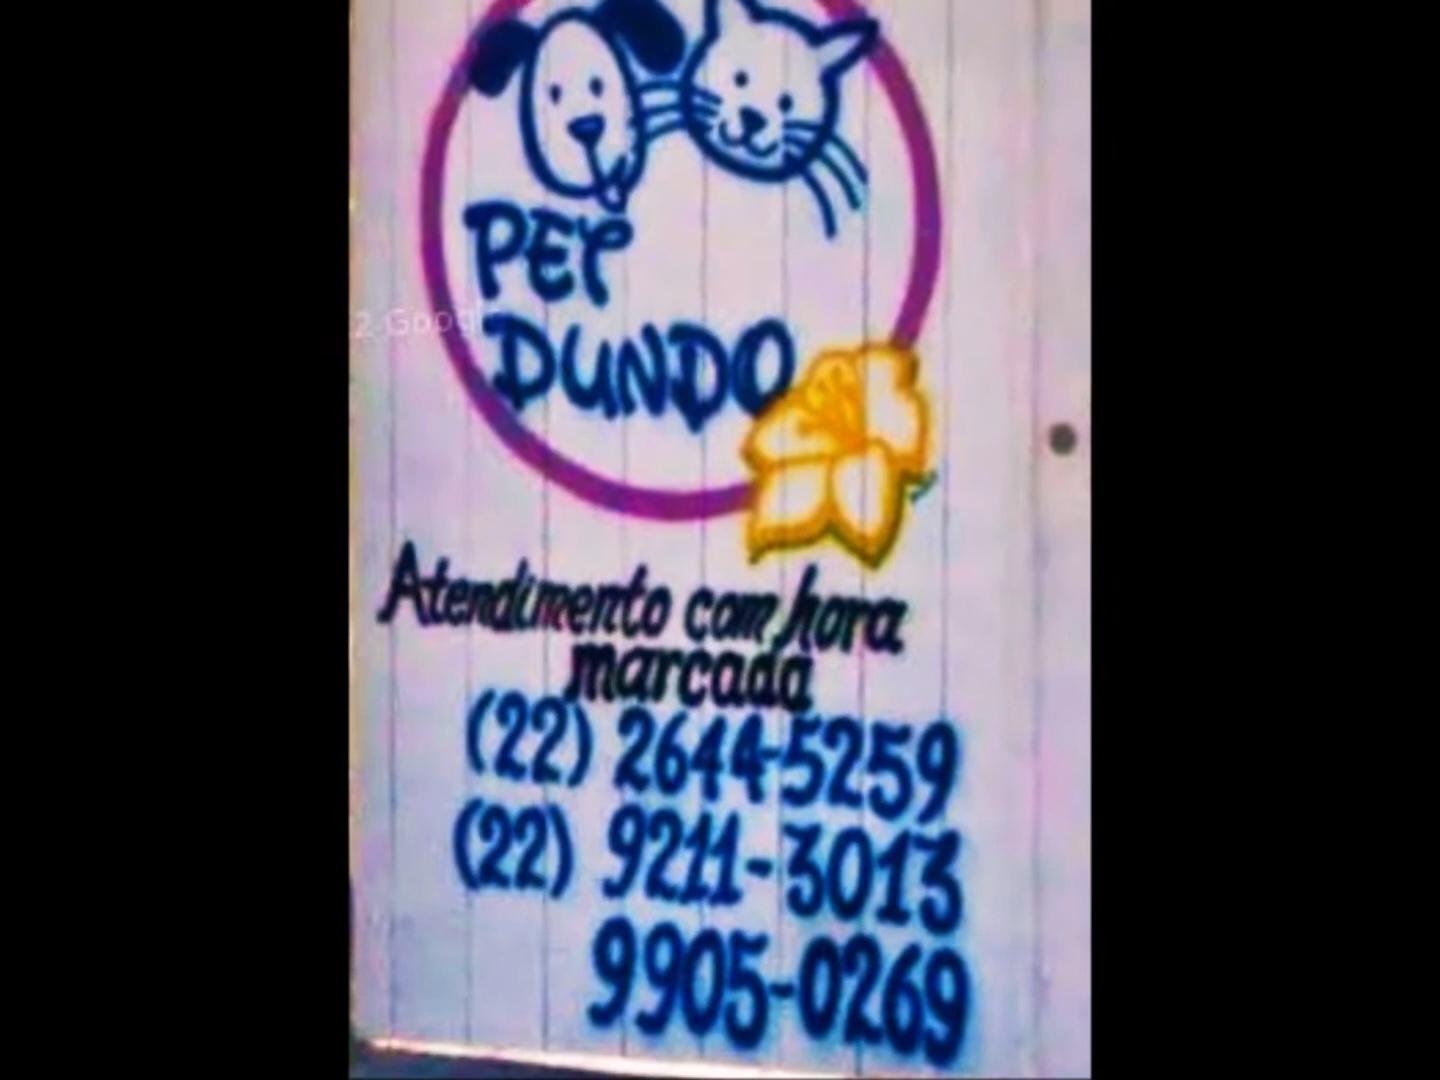 PET
DUNDO
Atendimento com hora
marcada
(22) 2644-5259
(22) 9211-3013
9905-0269